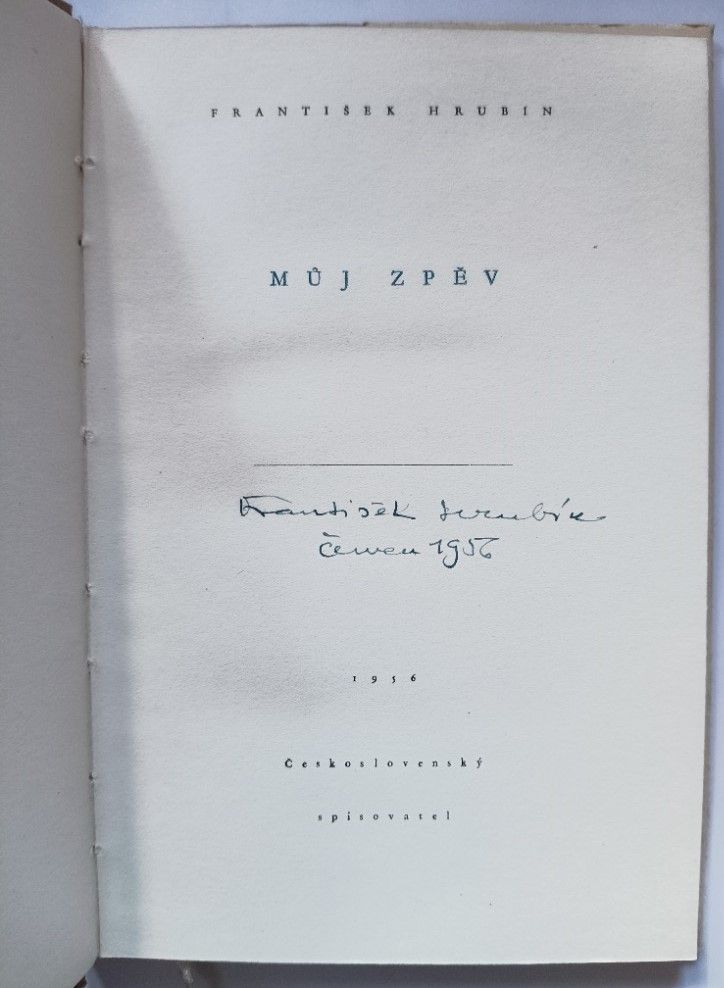 FRANTIŠEK HRUBÍN
MŮJ ZPĚV
František Hrubín
červen 1956
1956
Československý
spisovatel